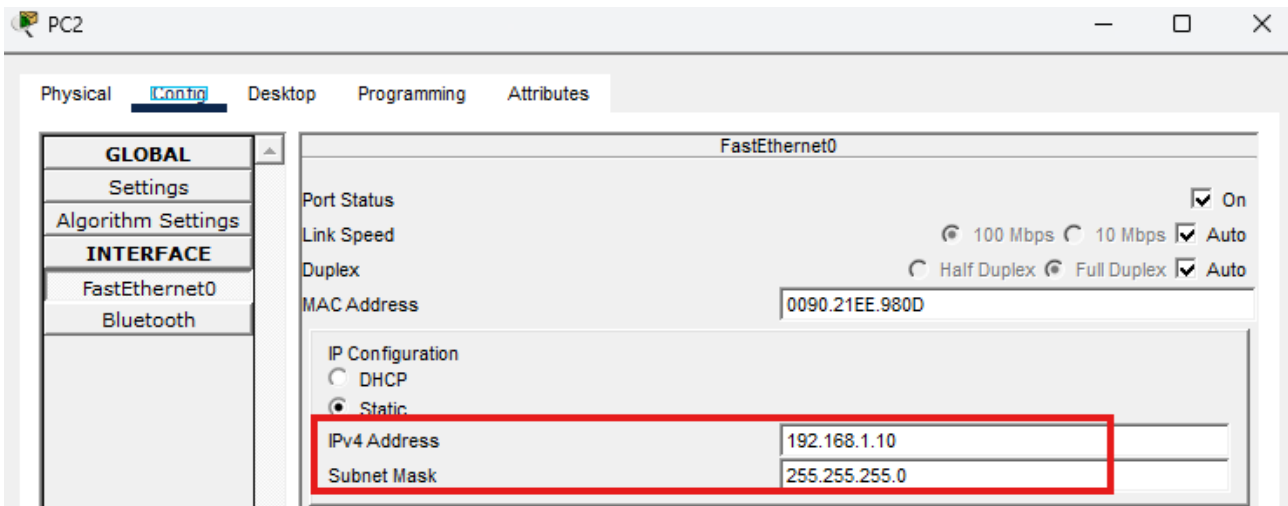 PC2
Physical Config Desktop Programming Attributes
GLOBAL
Settings
Algorithm Settings
INTERFACE
FastEthernet0
Bluetooth
FastEthernet0
Port Status On
Link Speed 100 Mbps 10 Mbps Auto
Duplex Half Duplex Full Duplex Auto
MAC Address 0090.21EE.980D
IP Configuration
DHCP
Static
IPv4 Address 192.168.1.10
Subnet Mask 255.255.255.0